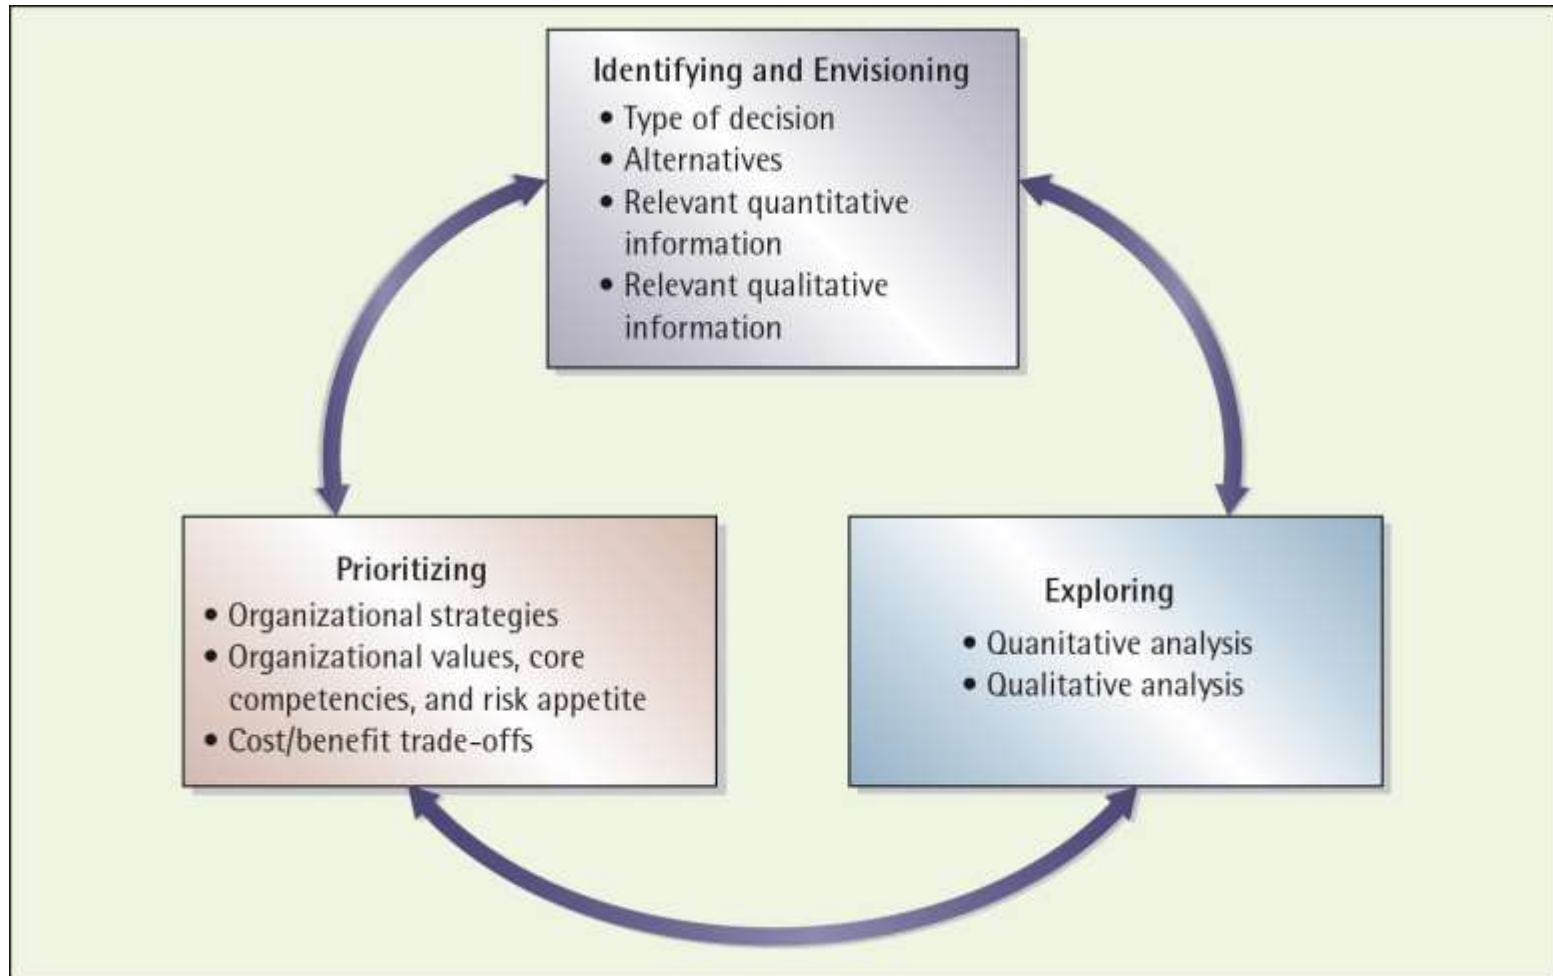 Identifying and Envisioning
• Type of decision
• Alternatives
• Relevant quantitative
information
• Relevant qualitative
information
Prioritizing
• Organizational strategies
• Organizational values, core
competencies, and risk appetite
• Cost/benefit trade-offs
Exploring
• Quanitative analysis
• Qualitative analysis